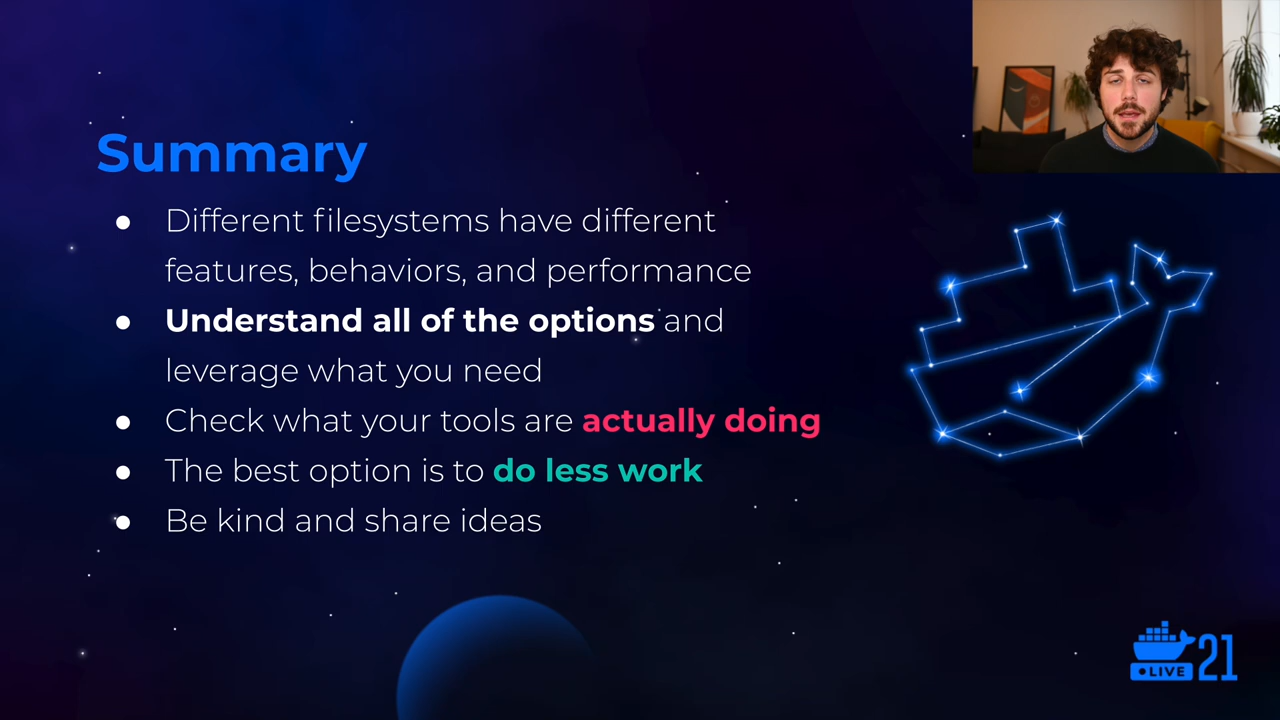 Summary
● Different filesystems have different
features, behaviors, and performance
● Understand all of the options and
leverage what you need
● Check what your tools are actually doing
● The best option is to do less work
● Be kind and share ideas
LIVE 21